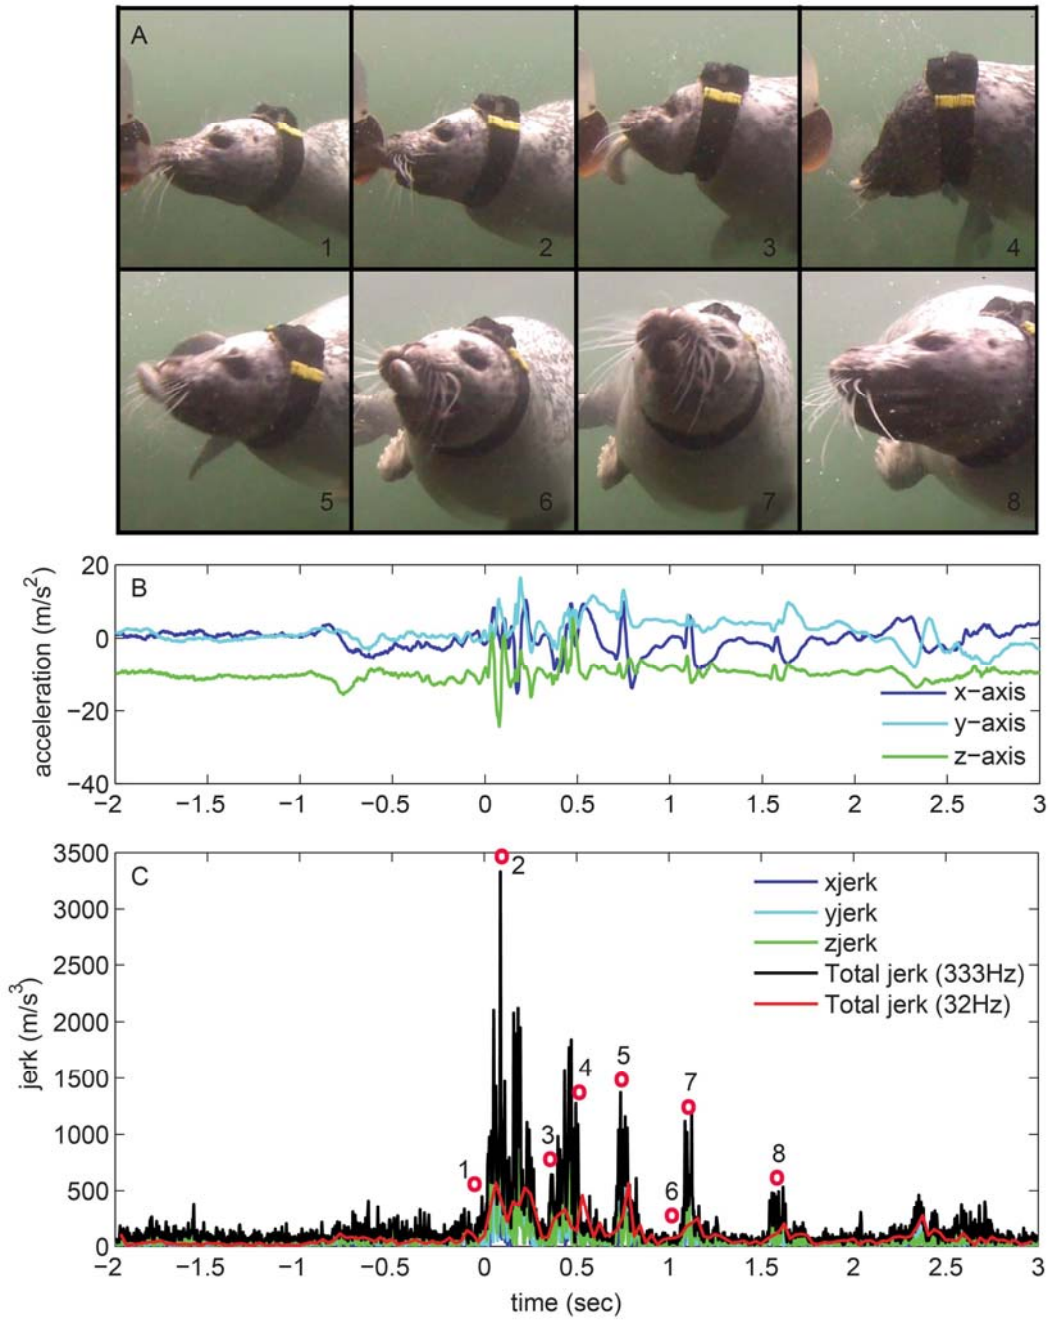 A
1 2 3 4
5 6 7 8
B
acceleration (m/s²)
20
0
−20
−40
x−axis
y−axis
z−axis
−2 −1.5 −1 −0.5 0 0.5 1 1.5 2 2.5 3
C
jerk (m/s³)
3500
3000
2500
2000
1500
1000
500
0
1
2
3
4
5
6
7
8
xjerk
yjerk
zjerk
Total jerk (333Hz)
Total jerk (32Hz)
−2 −1.5 −1 −0.5 0 0.5 1 1.5 2 2.5 3
time (sec)